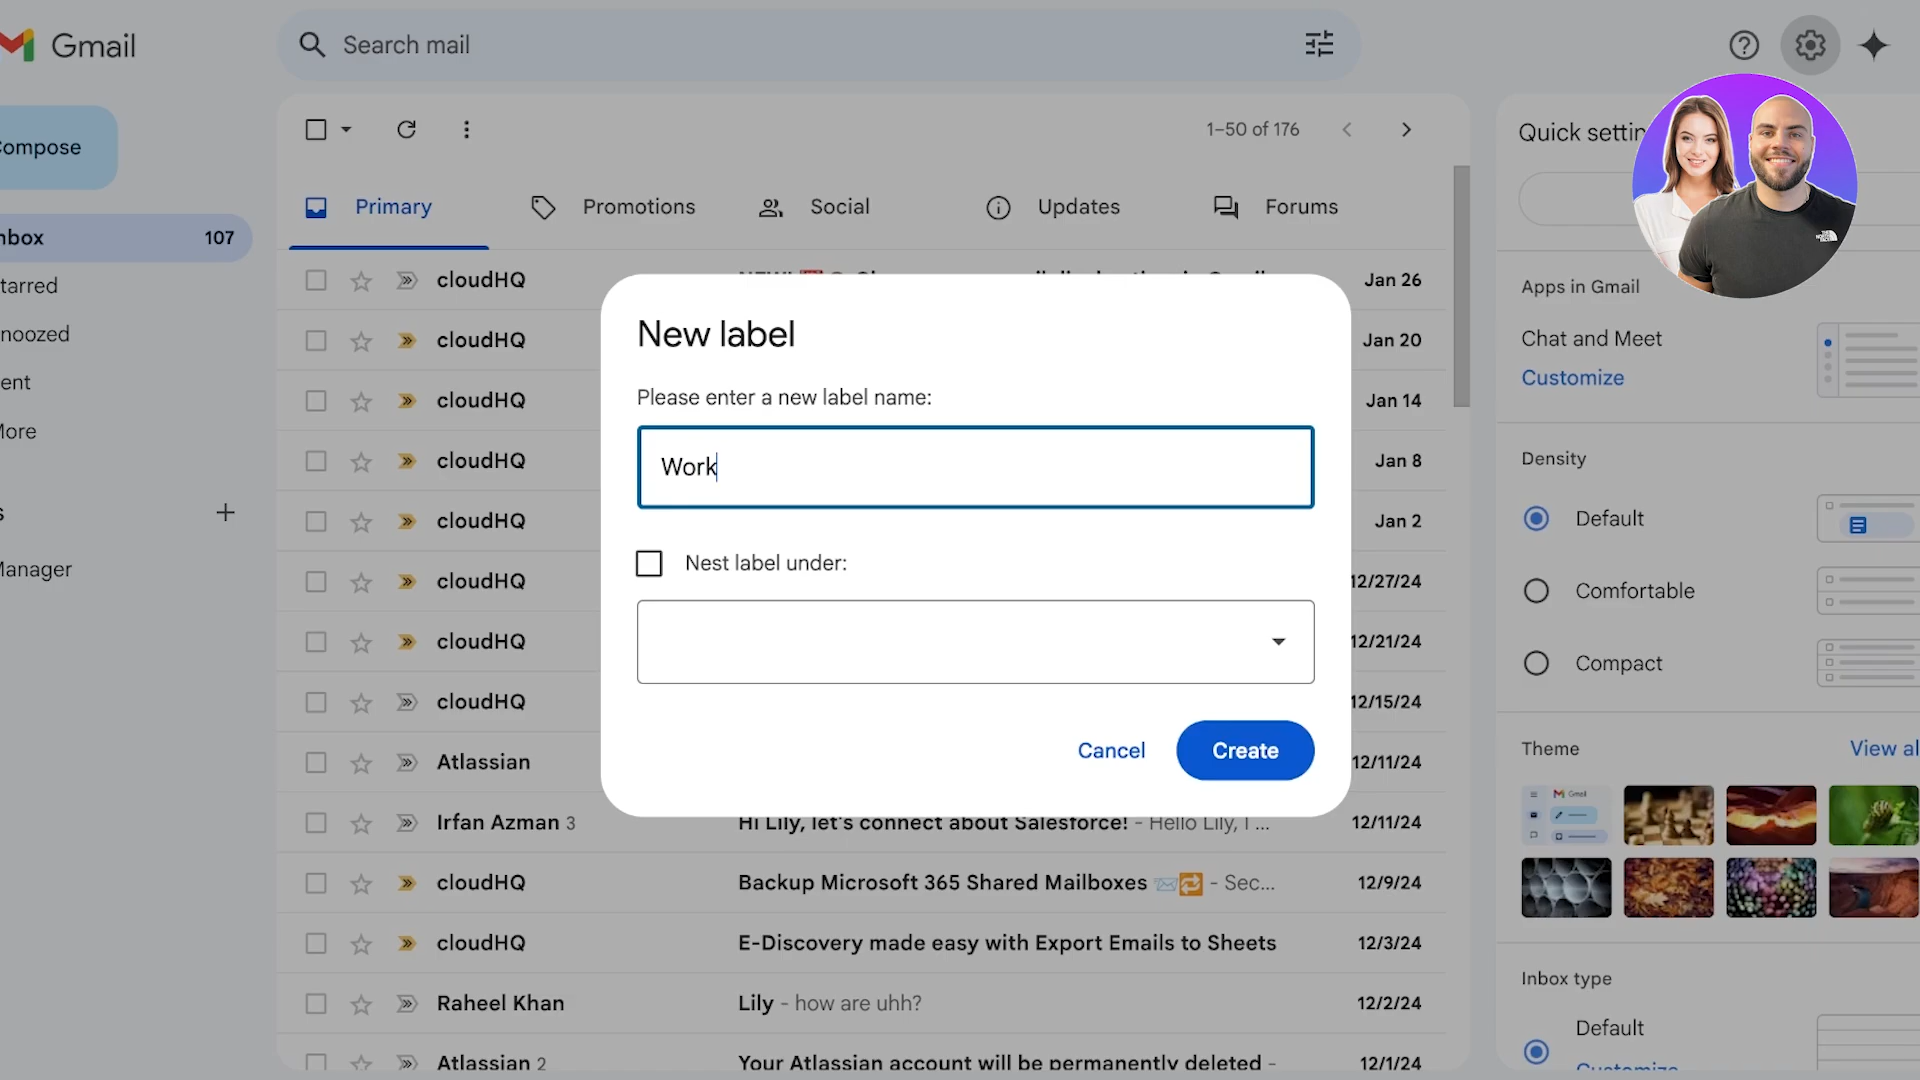 Gmail
Search mail
Compose
1–50 of 176
Quick settin
Primary
Promotions
Social
Updates
Forums
nbox 107
tarred
noozed
ent
More
s
Manager
cloudHQ Jan 26
cloudHQ Jan 20
cloudHQ Jan 14
cloudHQ Jan 8
cloudHQ Jan 2
cloudHQ 12/27/24
cloudHQ 12/21/24
cloudHQ 12/15/24
Atlassian 12/11/24
Irfan Azman 3 Hi Lily, let's connect about Salesforce! - Hello Lily, I ... 12/11/24
cloudHQ Backup Microsoft 365 Shared Mailboxes - Sec... 12/9/24
cloudHQ E-Discovery made easy with Export Emails to Sheets 12/3/24
Raheel Khan Lily - how are uhh? 12/2/24
Atlassian 2 Your Atlassian account will be permanently deleted - 12/1/24
New label
Please enter a new label name:
Work
Nest label under:
Cancel
Create
Apps in Gmail
Chat and Meet
Customize
Density
Default
Comfortable
Compact
Theme
View al
Gmail
Inbox type
Default
Customize